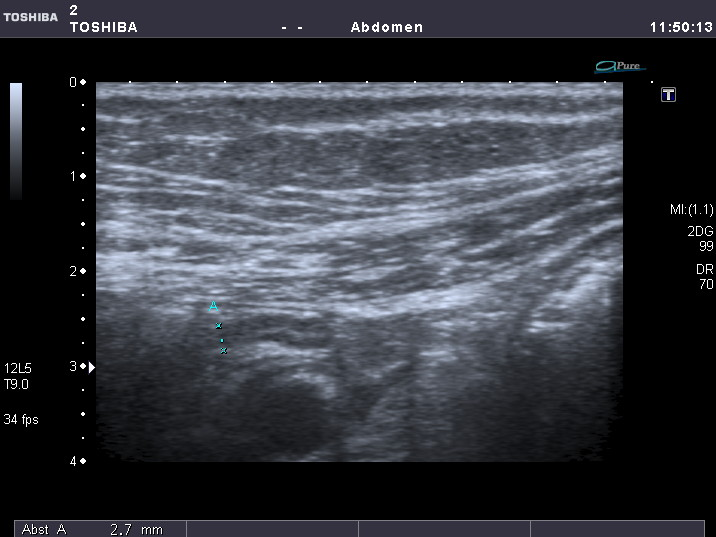 TOSHIBA
2
TOSHIBA
- -
Abdomen
11:50:13
APure
T
0
1
2
3
4
A
MI:(1.1)
2DG
99
DR
70
12L5
T9.0
34 fps
Abst A 2.7 mm